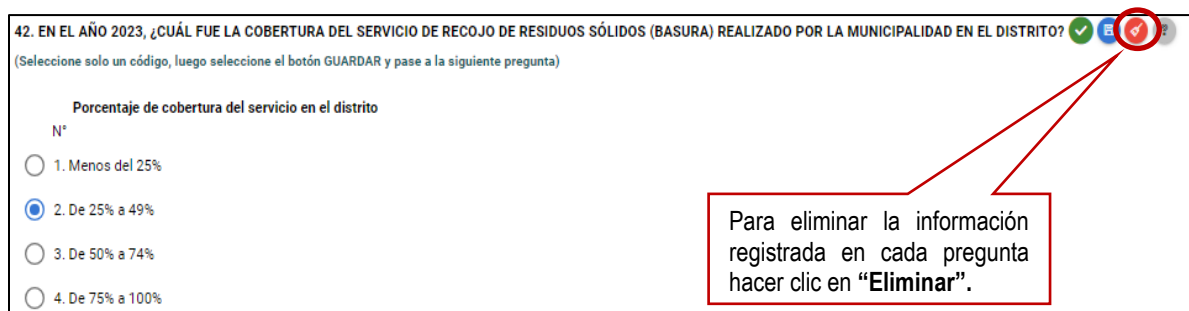 42. EN EL AÑO 2023, ¿CUÁL FUE LA COBERTURA DEL SERVICIO DE RECOJO DE RESIDUOS SÓLIDOS (BASURA) REALIZADO POR LA MUNICIPALIDAD EN EL DISTRITO?
(Seleccione solo un código, luego seleccione el botón GUARDAR y pase a la siguiente pregunta)
Porcentaje de cobertura del servicio en el distrito
N°
1. Menos del 25%
2. De 25% a 49%
3. De 50% a 74%
4. De 75% a 100%
Para eliminar la información
registrada en cada pregunta
hacer clic en “Eliminar”.